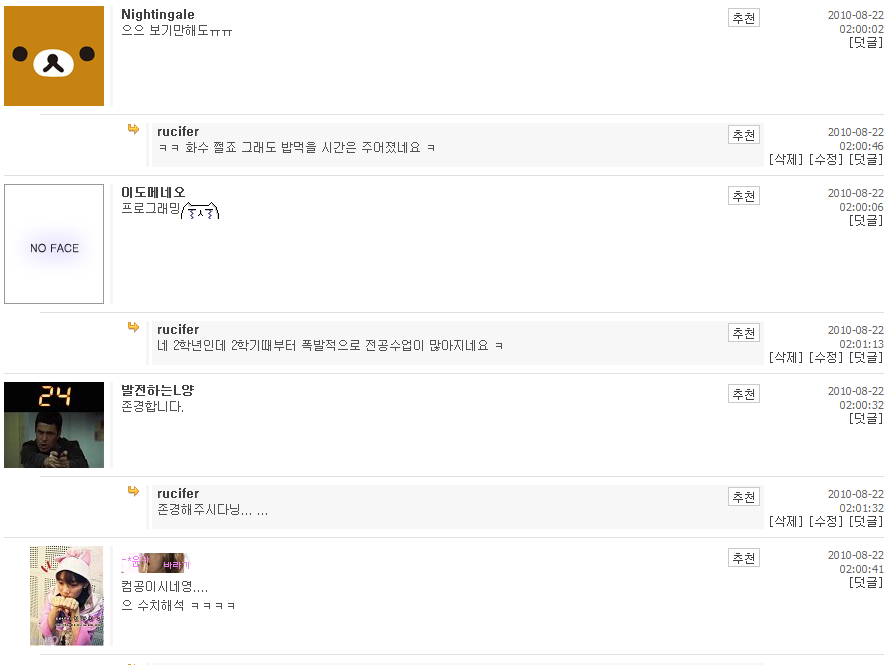 Nightingale
으으 보기만해도ㅠㅠ
추천
2010-08-22
02:00:02
[덧글]
rucifer
ㅋㅋ 화수 쩔죠 그래도 밥먹을 시간은 주어졌네요 ㅋ
추천
2010-08-22
02:00:46
[삭제] [수정] [덧글]
이도메네오
프로그래밍
추천
2010-08-22
02:00:06
[덧글]
NO FACE
rucifer
네 2학년인데 2학기때부터 폭발적으로 전공수업이 많아지네요 ㅋ
추천
2010-08-22
02:01:13
[삭제] [수정] [덧글]
24
발전하는L양
존경합니다.
추천
2010-08-22
02:00:32
[덧글]
rucifer
존경해주시다닝... ...
추천
2010-08-22
02:01:32
[삭제] [수정] [덧글]
바라기
컴공이시네영....
으 수치해석 ㅋㅋㅋㅋ
추천
2010-08-22
02:00:41
[덧글]